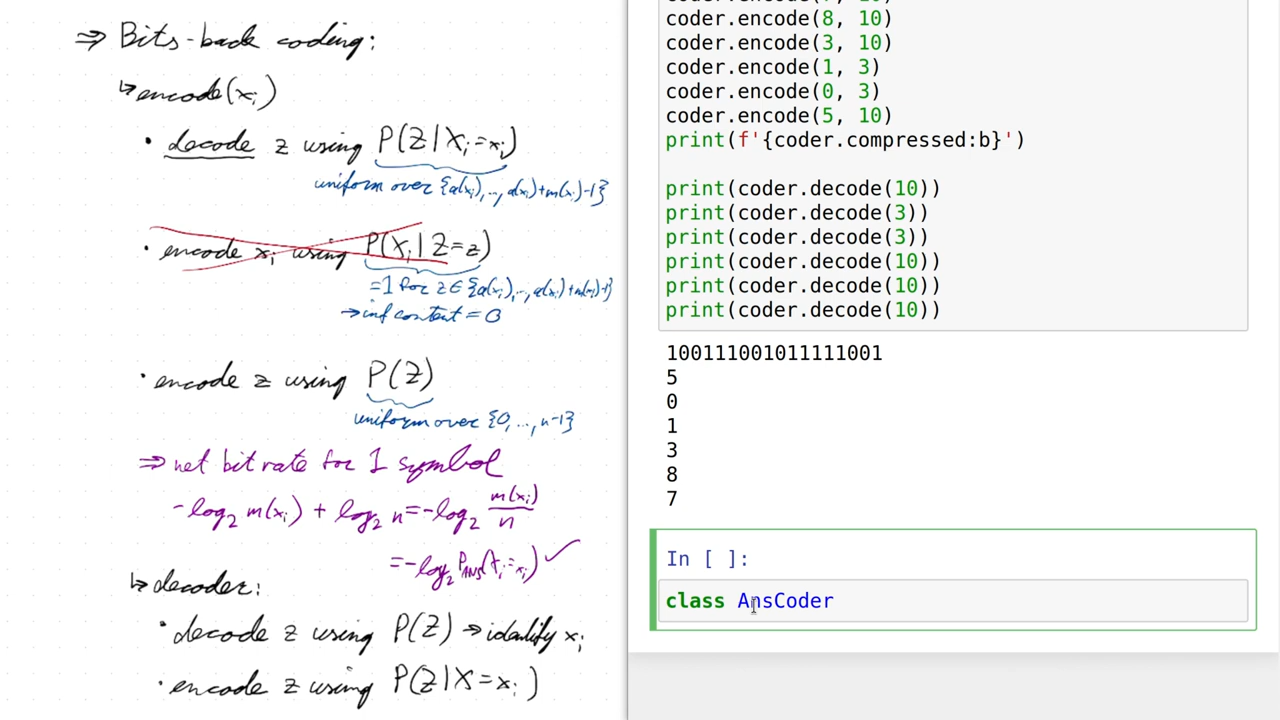 ⇒ Bits-back coding:
↳ encode(xᵢ)
• decode z using P(Z|Xᵢ=xᵢ)
uniform over {a(xᵢ),..,a(xᵢ)+m(xᵢ)-1}
• encode xᵢ using P(Xᵢ|Z=z)
=1 for z∈{a(xᵢ),..,a(xᵢ)+m(xᵢ)-1}
→ inf content = 0
• encode z using P(Z)
uniform over {0,..,n-1}
⇒ net bit rate for 1 symbol
-log₂ m(xᵢ) + log₂ n = -log₂ m(xᵢ)/n
= -log₂ P_ANS(Xᵢ=xᵢ) ✓
↳ decoder:
• decode z using P(Z) → identify xᵢ
• encode z using P(Z|X=xᵢ)
coder.encode(8, 10)
coder.encode(3, 10)
coder.encode(1, 3)
coder.encode(0, 3)
coder.encode(5, 10)
print(f'{coder.compressed:b}')
print(coder.decode(10))
print(coder.decode(3))
print(coder.decode(3))
print(coder.decode(10))
print(coder.decode(10))
print(coder.decode(10))
100111001011111001
5
0
1
3
8
7
In [ ]:
class AnsCoder